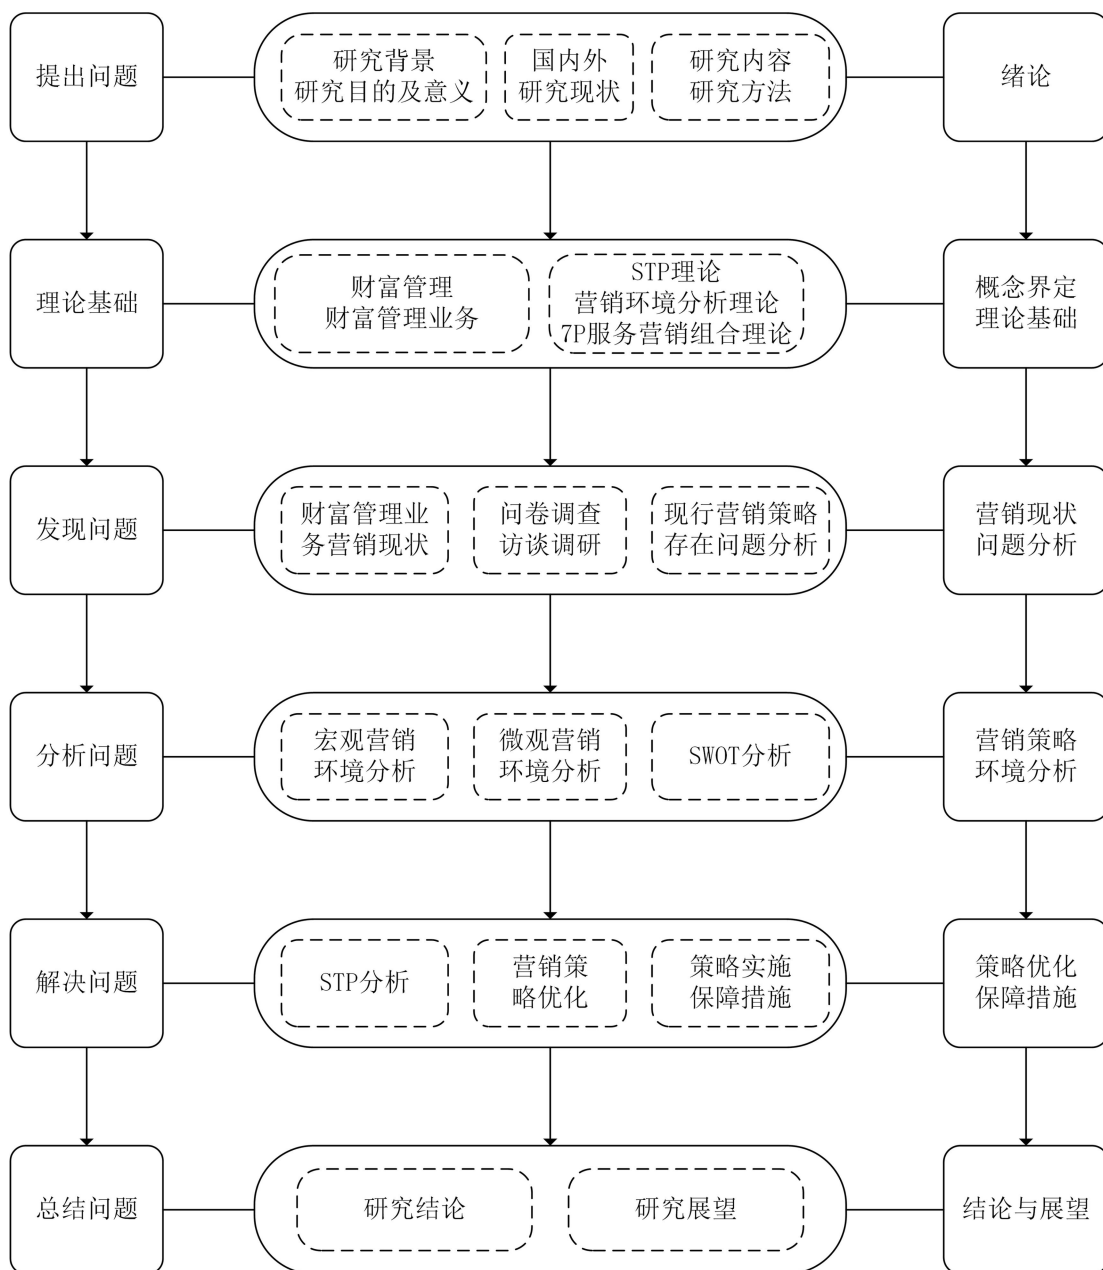 提出问题
研究背景
研究目的及意义
国内外
研究现状
研究内容
研究方法
绪论
理论基础
财富管理
财富管理业务
STP理论
营销环境分析理论
7P服务营销组合理论
概念界定
理论基础
发现问题
财富管理业
务营销现状
问卷调查
访谈调研
现行营销策略
存在问题分析
营销现状
问题分析
分析问题
宏观营销
环境分析
微观营销
环境分析
SWOT分析
营销策略
环境分析
解决问题
STP分析
营销策
略优化
策略实施
保障措施
策略优化
保障措施
总结问题
研究结论
研究展望
结论与展望